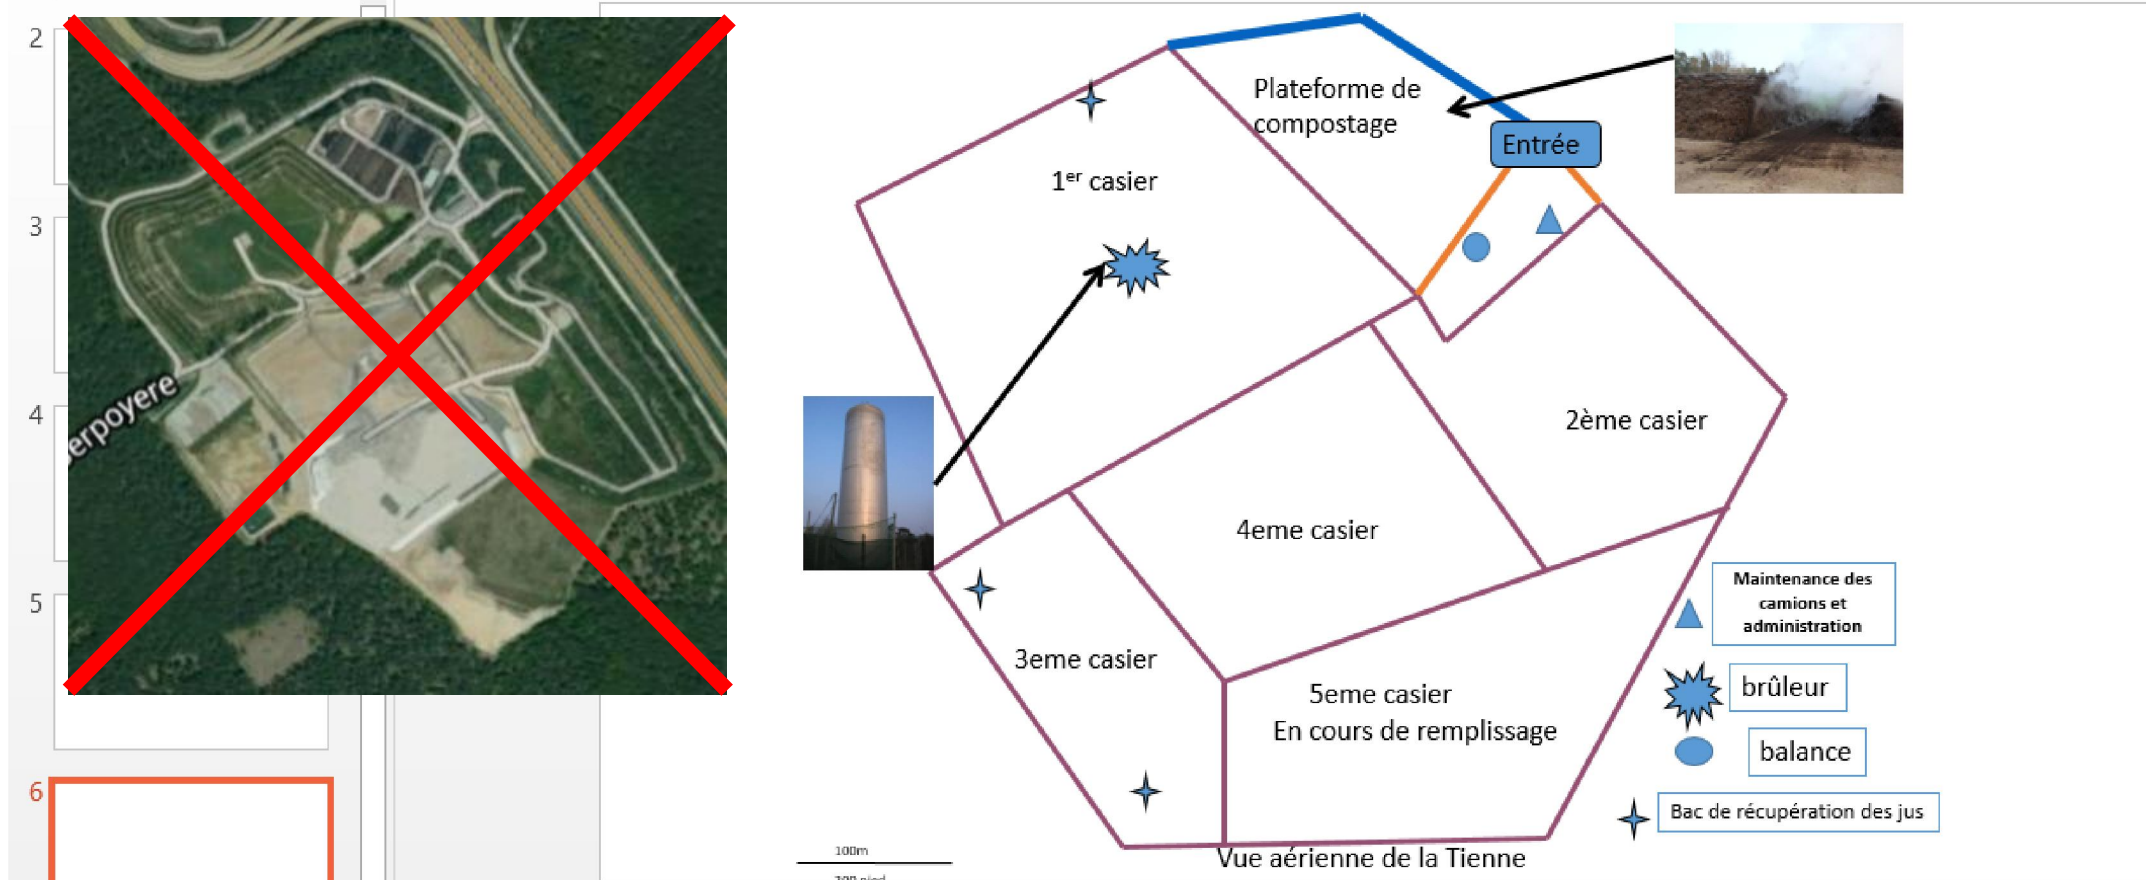 2
3
4
5
6
erpoyere
Plateforme de
compostage
Entrée
1er casier
2ème casier
4eme casier
3eme casier
5eme casier
En cours de remplissage
Maintenance des
camions et
administration
brûleur
balance
Bac de récupération des jus
100m
Vue aérienne de la Tienne